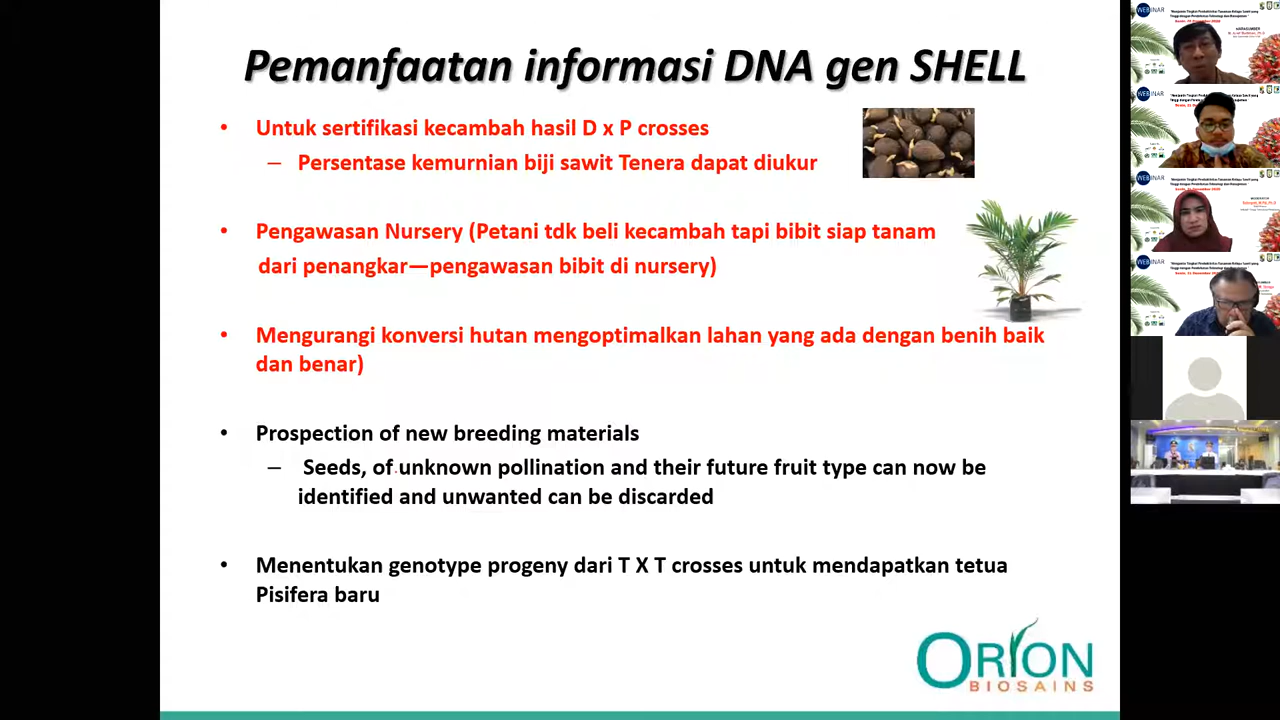 Pemanfaatan informasi DNA gen SHELL
• Untuk sertifikasi kecambah hasil D x P crosses
– Persentase kemurnian biji sawit Tenera dapat diukur
• Pengawasan Nursery (Petani tdk beli kecambah tapi bibit siap tanam
dari penangkar—pengawasan bibit di nursery)
• Mengurangi konversi hutan mengoptimalkan lahan yang ada dengan benih baik
dan benar)
• Prospection of new breeding materials
– Seeds, of unknown pollination and their future fruit type can now be
identified and unwanted can be discarded
• Menentukan genotype progeny dari T X T crosses untuk mendapatkan tetua
Pisifera baru
ORION
BIOSAINS
WEBINAR
WEBINAR
WEBINAR
WEBINAR